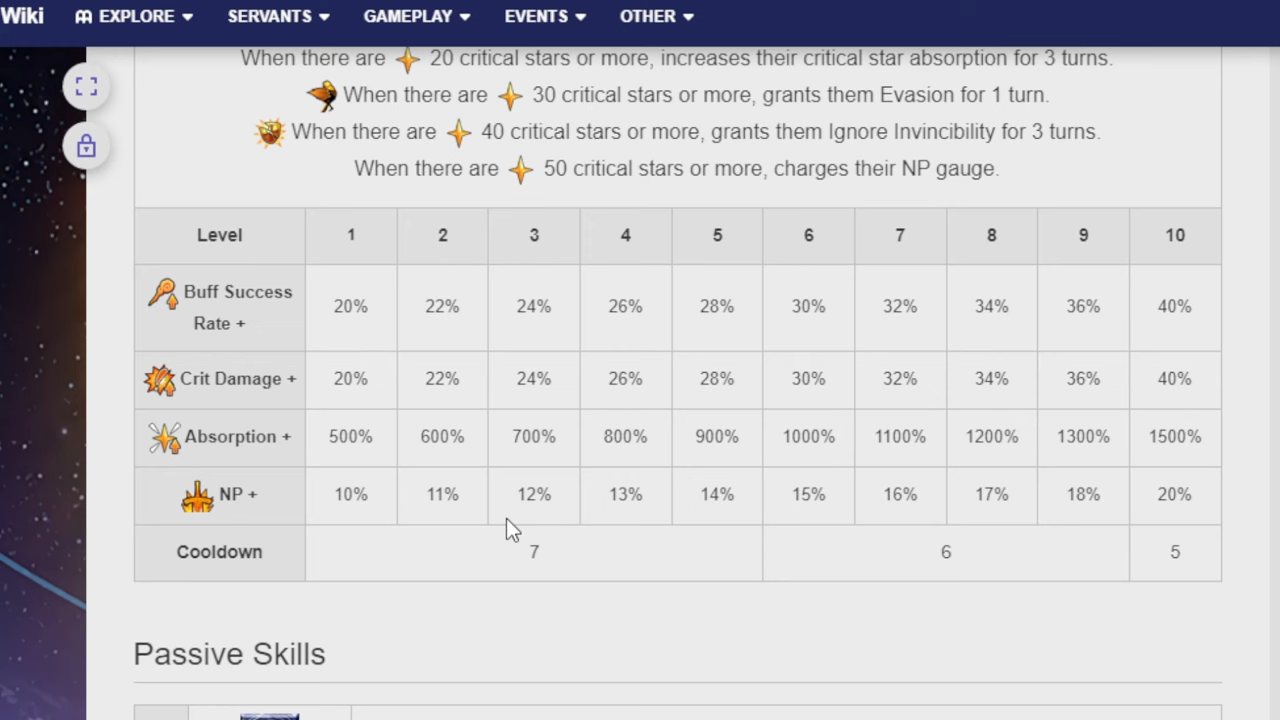 Wiki EXPLORE SERVANTS GAMEPLAY EVENTS OTHER
When there are 20 critical stars or more, increases their critical star absorption for 3 turns.
When there are 30 critical stars or more, grants them Evasion for 1 turn.
When there are 40 critical stars or more, grants them Ignore Invincibility for 3 turns.
When there are 50 critical stars or more, charges their NP gauge.
Level 1 2 3 4 5 6 7 8 9 10
Buff Success
Rate + 20% 22% 24% 26% 28% 30% 32% 34% 36% 40%
Crit Damage + 20% 22% 24% 26% 28% 30% 32% 34% 36% 40%
Absorption + 500% 600% 700% 800% 900% 1000% 1100% 1200% 1300% 1500%
NP + 10% 11% 12% 13% 14% 15% 16% 17% 18% 20%
Cooldown 7 6 5
Passive Skills